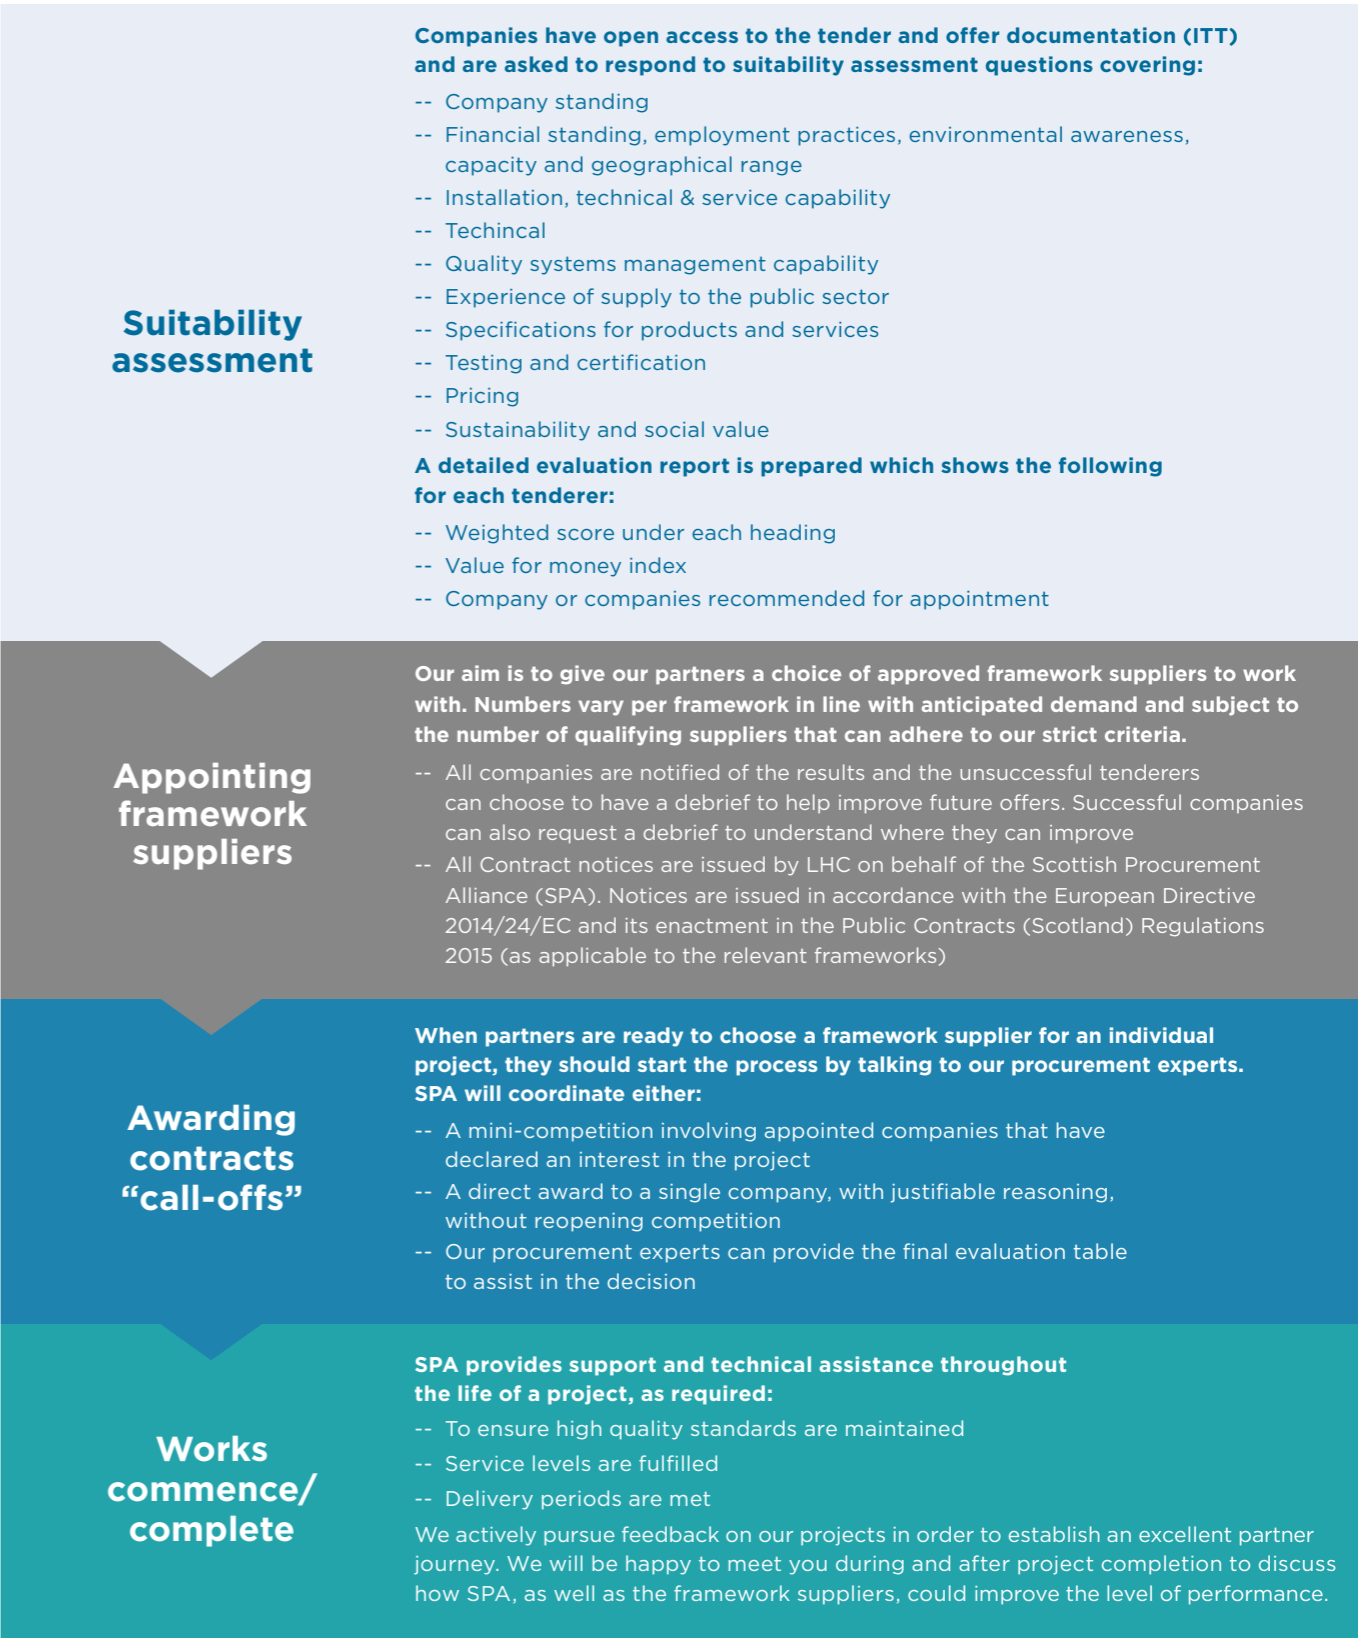 Companies have open access to the tender and offer documentation (ITT)
and are asked to respond to suitability assessment questions covering:
-- Company standing
-- Financial standing, employment practices, environmental awareness,
capacity and geographical range
-- Installation, technical & service capability
-- Techincal
-- Quality systems management capability
-- Experience of supply to the public sector
Suitability
assessment
-- Specifications for products and services
-- Testing and certification
-- Pricing
-- Sustainability and social value
A detailed evaluation report is prepared which shows the following
for each tenderer:
-- Weighted score under each heading
-- Value for money index
-- Company or companies recommended for appointment
Our aim is to give our partners a choice of approved framework suppliers to work
with. Numbers vary per framework in line with anticipated demand and subject to
the number of qualifying suppliers that can adhere to our strict criteria.
Appointing
framework
suppliers
-- All companies are notified of the results and the unsuccessful tenderers
can choose to have a debrief to help improve future offers. Successful companies
can also request a debrief to understand where they can improve
-- All Contract notices are issued by LHC on behalf of the Scottish Procurement
Alliance (SPA). Notices are issued in accordance with the European Directive
2014/24/EC and its enactment in the Public Contracts (Scotland) Regulations
2015 (as applicable to the relevant frameworks)
When partners are ready to choose a framework supplier for an individual
project, they should start the process by talking to our procurement experts.
SPA will coordinate either:
Awarding
contracts
“call-offs”
-- A mini-competition involving appointed companies that have
declared an interest in the project
-- A direct award to a single company, with justifiable reasoning,
without reopening competition
-- Our procurement experts can provide the final evaluation table
to assist in the decision
SPA provides support and technical assistance throughout
the life of a project, as required:
Works
commence/
complete
-- To ensure high quality standards are maintained
-- Service levels are fulfilled
-- Delivery periods are met
We actively pursue feedback on our projects in order to establish an excellent partner
journey. We will be happy to meet you during and after project completion to discuss
how SPA, as well as the framework suppliers, could improve the level of performance.